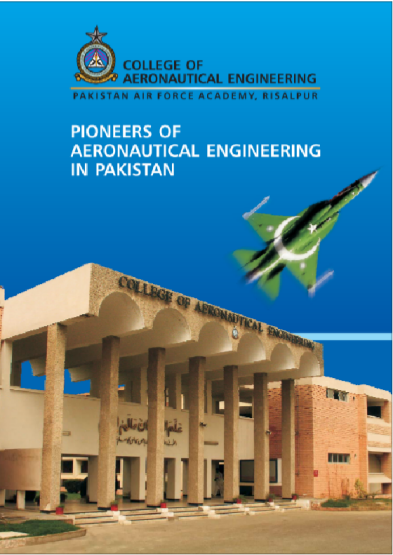 COLLEGE OF
AERONAUTICAL ENGINEERING
PAKISTAN AIR FORCE ACADEMY, RISALPUR
PIONEERS OF
AERONAUTICAL ENGINEERING
IN PAKISTAN
COLLEGE OF AERONAUTICAL ENGINEERING